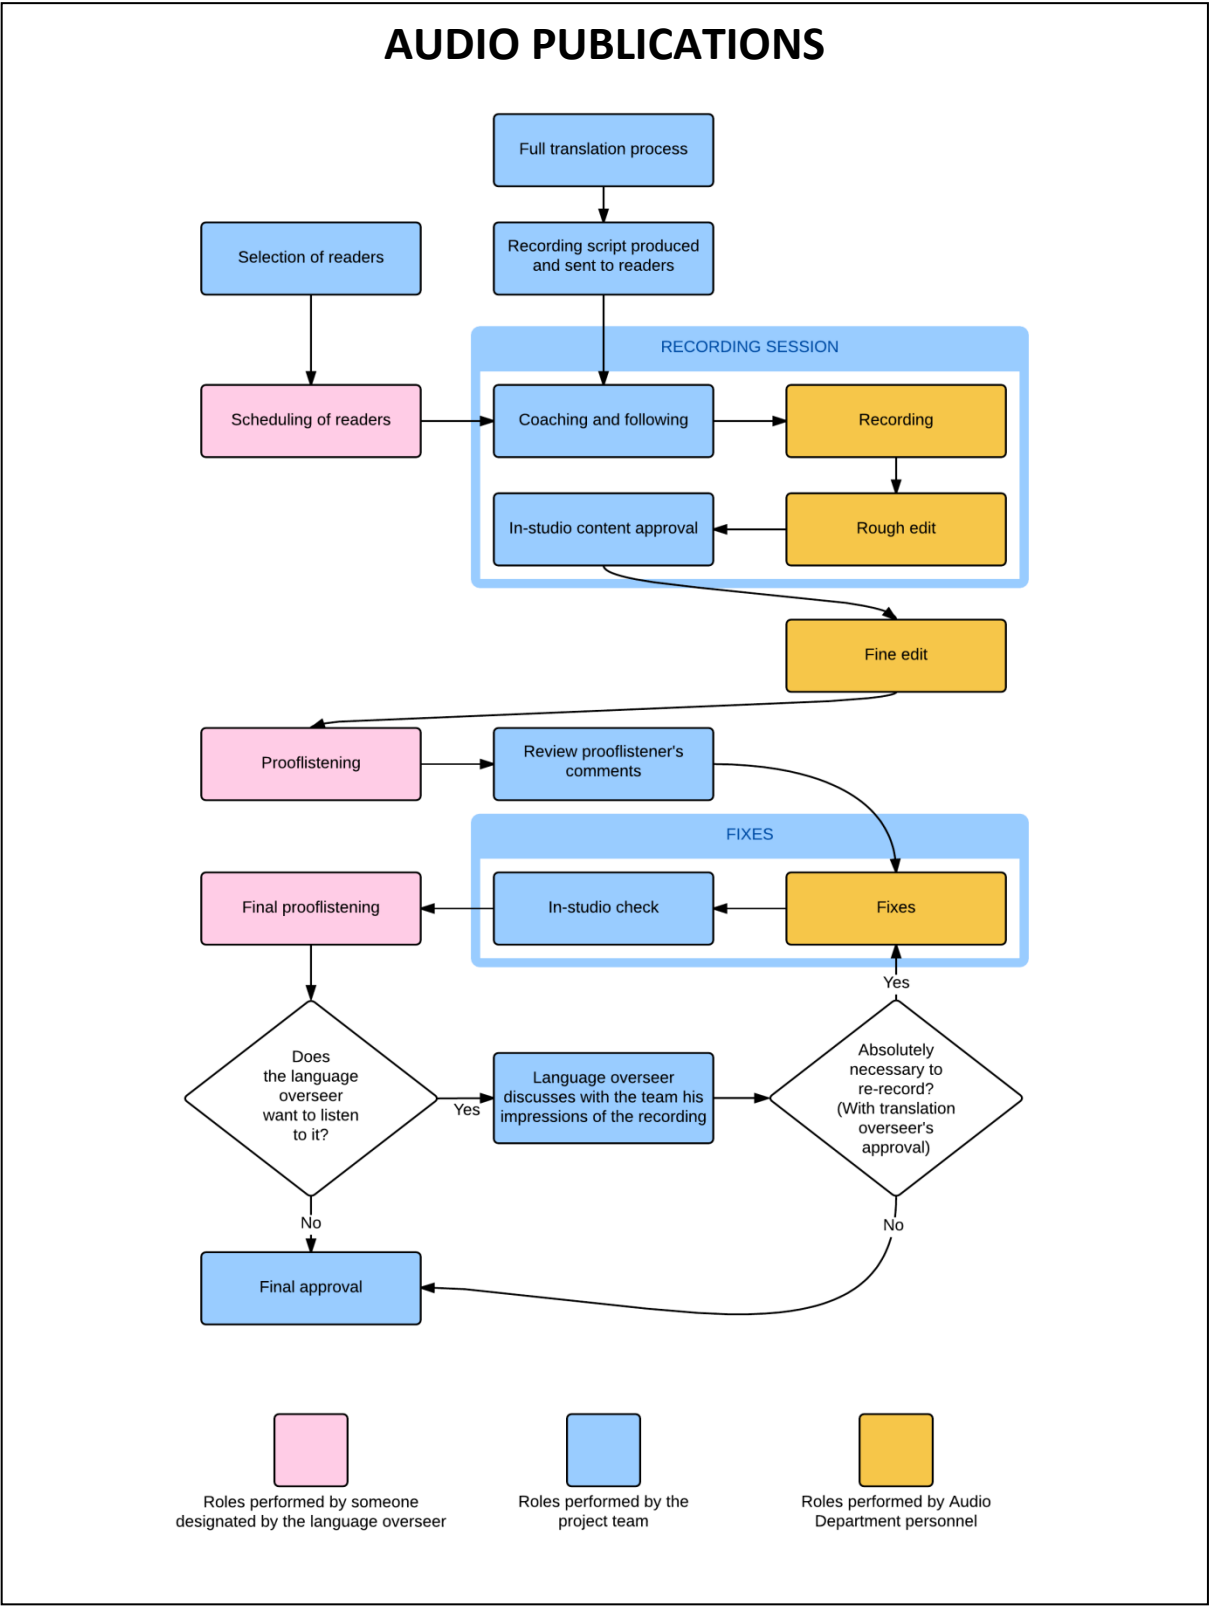 AUDIO PUBLICATIONS
Full translation process
Selection of readers
Recording script produced
and sent to readers
RECORDING SESSION
Scheduling of readers
Coaching and following
Recording
In-studio content approval
Rough edit
Fine edit
Prooflistening
Review prooflistener's
comments
FIXES
Final prooflistening
In-studio check
Fixes
Yes
Does
the language
overseer
want to listen
to it?
Yes
Language overseer
discusses with the team his
impressions of the recording
Absolutely
necessary to
re-record?
(With translation
overseer's
approval)
No
No
Final approval
Roles performed by someone
designated by the language overseer
Roles performed by the
project team
Roles performed by Audio
Department personnel